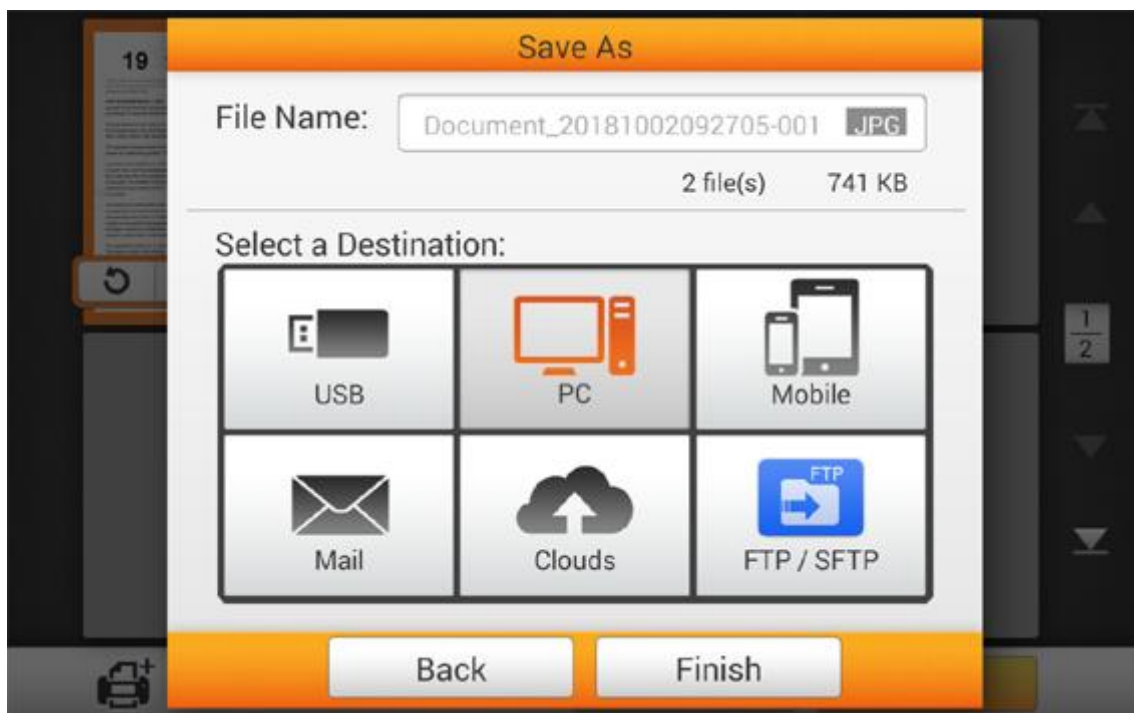 Save As
19
File Name: Document_20181002092705-001 JPG
2 file(s) 741 KB
Select a Destination:
USB PC Mobile
1
2
FTP
Mail Clouds FTP / SFTP
Back Finish